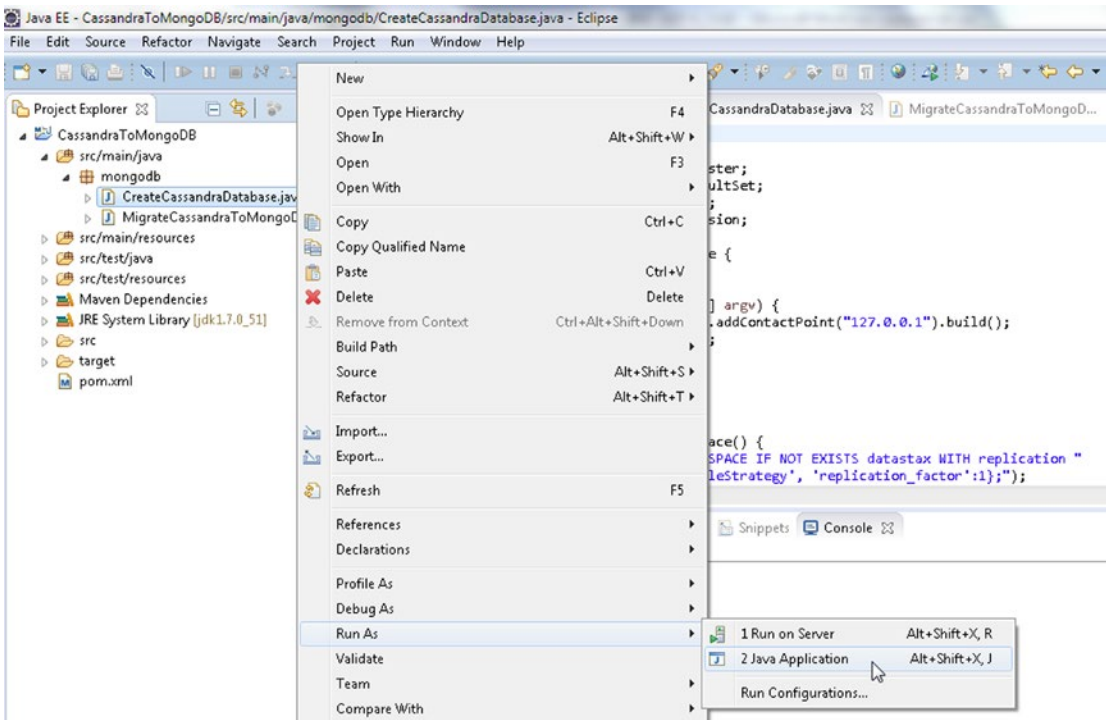 Java EE - CassandraToMongoDB/src/main/java/mongodb/CreateCassandraDatabase.java - Eclipse
File Edit Source Refactor Navigate Search Project Run Window Help
Project Explorer
CassandraToMongoDB
src/main/java
mongodb
CreateCassandraDatabase.jav
MigrateCassandraToMongoD
src/main/resources
src/test/java
src/test/resources
Maven Dependencies
JRE System Library [jdk1.7.0_51]
src
target
pom.xml
New
Open Type Hierarchy F4
Show In Alt+Shift+W
Open F3
Open With
Copy Ctrl+C
Copy Qualified Name
Paste Ctrl+V
Delete Delete
Remove from Context Ctrl+Alt+Shift+Down
Build Path
Source Alt+Shift+S
Refactor Alt+Shift+T
Import...
Export...
Refresh F5
References
Declarations
Profile As
Debug As
Run As
Validate
Team
Compare With
1 Run on Server Alt+Shift+X, R
2 Java Application Alt+Shift+X, J
Run Configurations...
CassandraDatabase.java MigrateCassandraToMongoD...
ster;
ultSet;
;
sion;
e {
] argv) {
.addContactPoint("127.0.0.1").build();
;
ace() {
SPACE IF NOT EXISTS datastax WITH replication "
leStrategy', 'replication_factor':1};");
Snippets Console